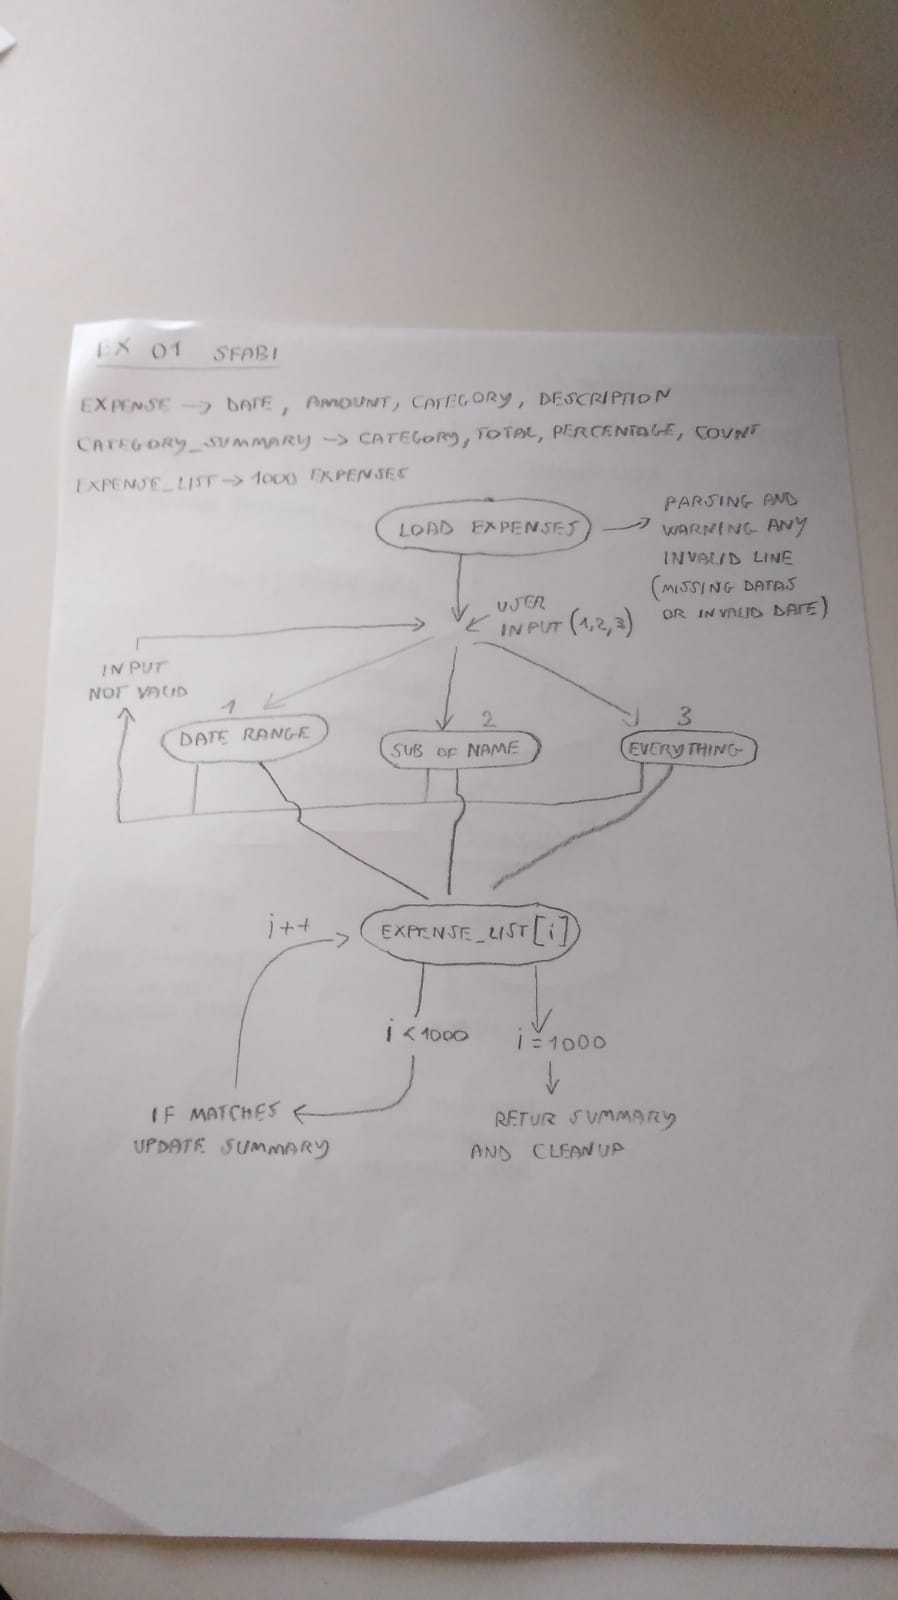 EX 01 SFABI
EXPENSE -> DATE, AMOUNT, CATEGORY, DESCRIPTION
CATEGORY_SUMMARY -> CATEGORY, TOTAL, PERCENTAGE, COUNT
EXPENSE_LIST -> 1000 EXPENSES
LOAD EXPENSES
PARSING AND
WARNING ANY
INVALID LINE
(MISSING DATAS
OR INVALID DATE)
USER
INPUT (1,2,3)
INPUT
NOT VALID
1
DATE RANGE
2
SUB OF NAME
3
EVERYTHING
i++
EXPENSE_LIST[i]
i < 1000
i = 1000
IF MATCHES
UPDATE SUMMARY
RETUR SUMMARY
AND CLEANUP